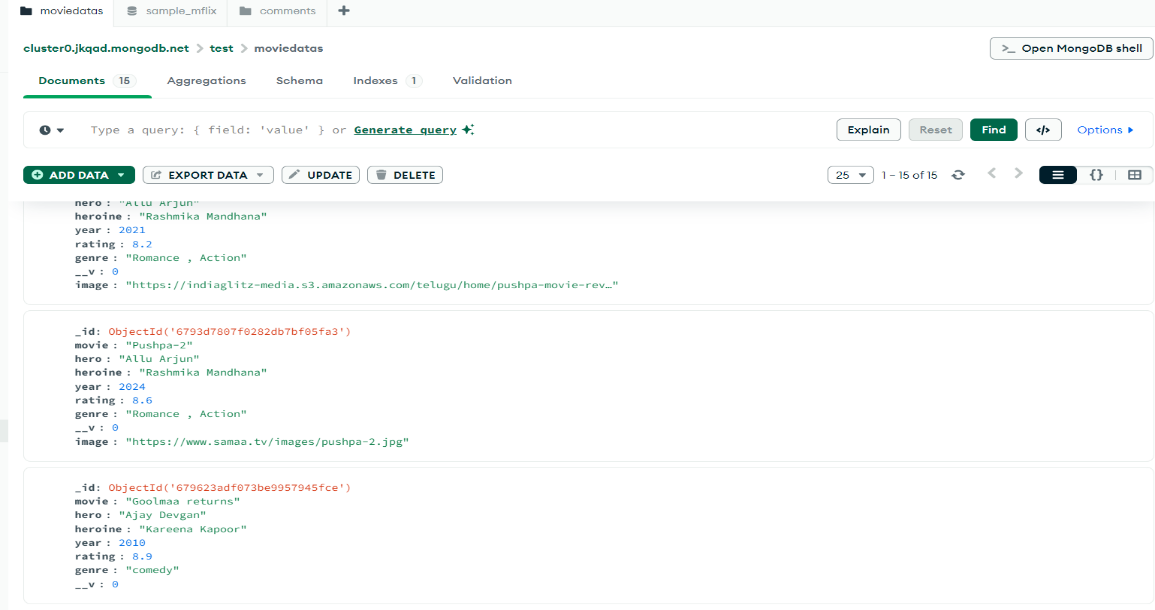 moviedatas sample_mflix comments +
cluster0.jkqad.mongodb.net > test > moviedatas
>_ Open MongoDB shell
Documents 15 Aggregations Schema Indexes 1 Validation
Type a query: { field: 'value' } or Generate query
Explain Reset Find </> Options
ADD DATA EXPORT DATA UPDATE DELETE 25 1 – 15 of 15 < > {}
hero : "Allu Arjun"
heroine : "Rashmika Mandhana"
year : 2021
rating : 8.2
genre : "Romance , Action"
__v : 0
image : "https://indiaglitz-media.s3.amazonaws.com/telugu/home/pushpa-movie-rev…"
_id: ObjectId('6793d7807f0282db7bf05fa3')
movie : "Pushpa-2"
hero : "Allu Arjun"
heroine : "Rashmika Mandhana"
year : 2024
rating : 8.6
genre : "Romance , Action"
__v : 0
image : "https://www.samaa.tv/images/pushpa-2.jpg"
_id: ObjectId('679623adf073be9957945fce')
movie : "Goolmaa returns"
hero : "Ajay Devgan"
heroine : "Kareena Kapoor"
year : 2010
rating : 8.9
genre : "comedy"
__v : 0